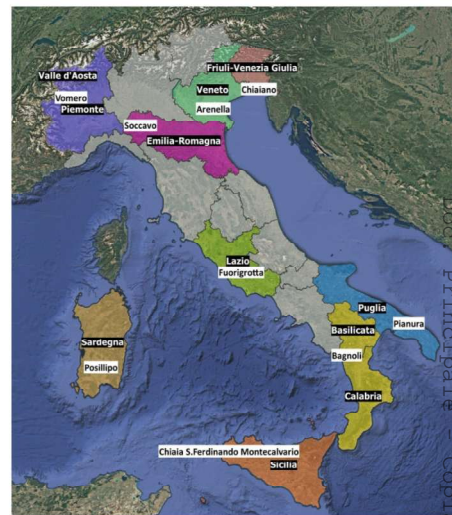 Friuli-Venezia Giulia
Valle d'Aosta
Veneto
Chiaiano
Vomero
Piemonte
Arenella
Soccavo
Emilia-Romagna
Lazio
Fuorigrotta
Puglia
Pianura
Basilicata
Sardegna
Bagnoli
Posillipo
Calabria
Chiaia S.Ferdinando Montecalvario
Sicilia